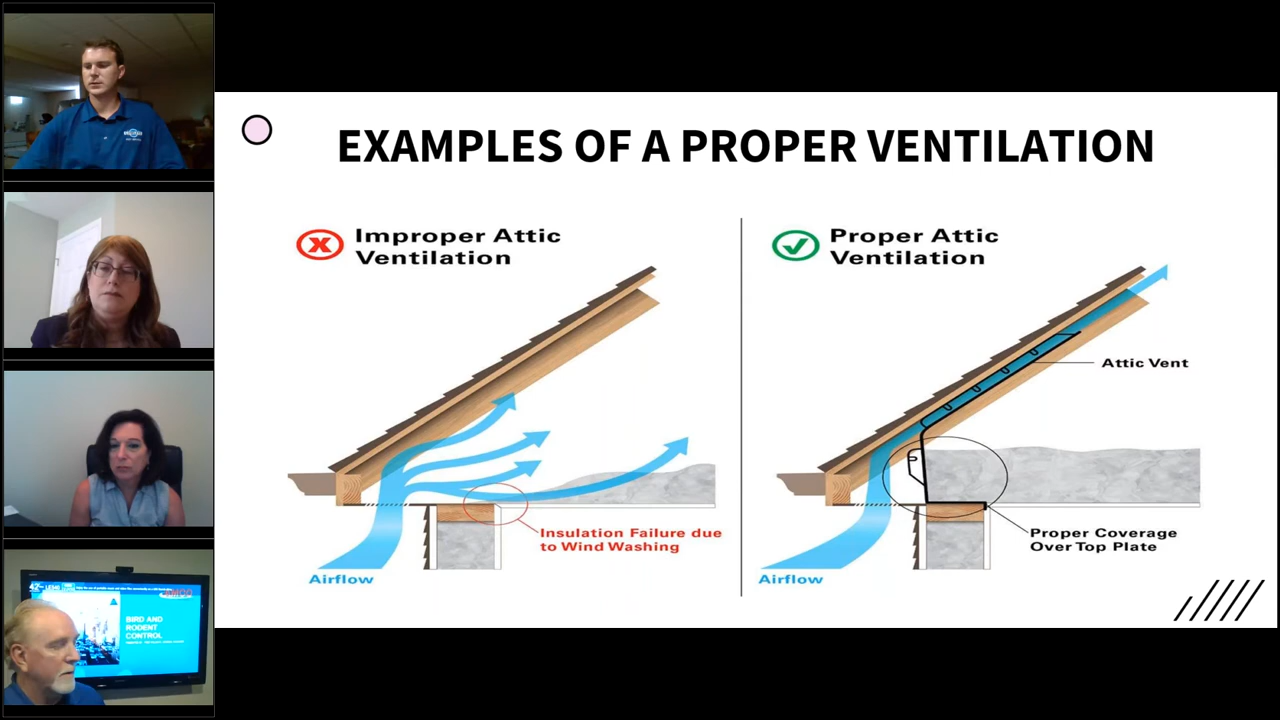 EXAMPLES OF A PROPER VENTILATION
Improper Attic
Ventilation
Insulation Failure due
to Wind Washing
Airflow
Proper Attic
Ventilation
Attic Vent
Proper Coverage
Over Top Plate
Airflow
BIRD AND
RODENT
CONTROL